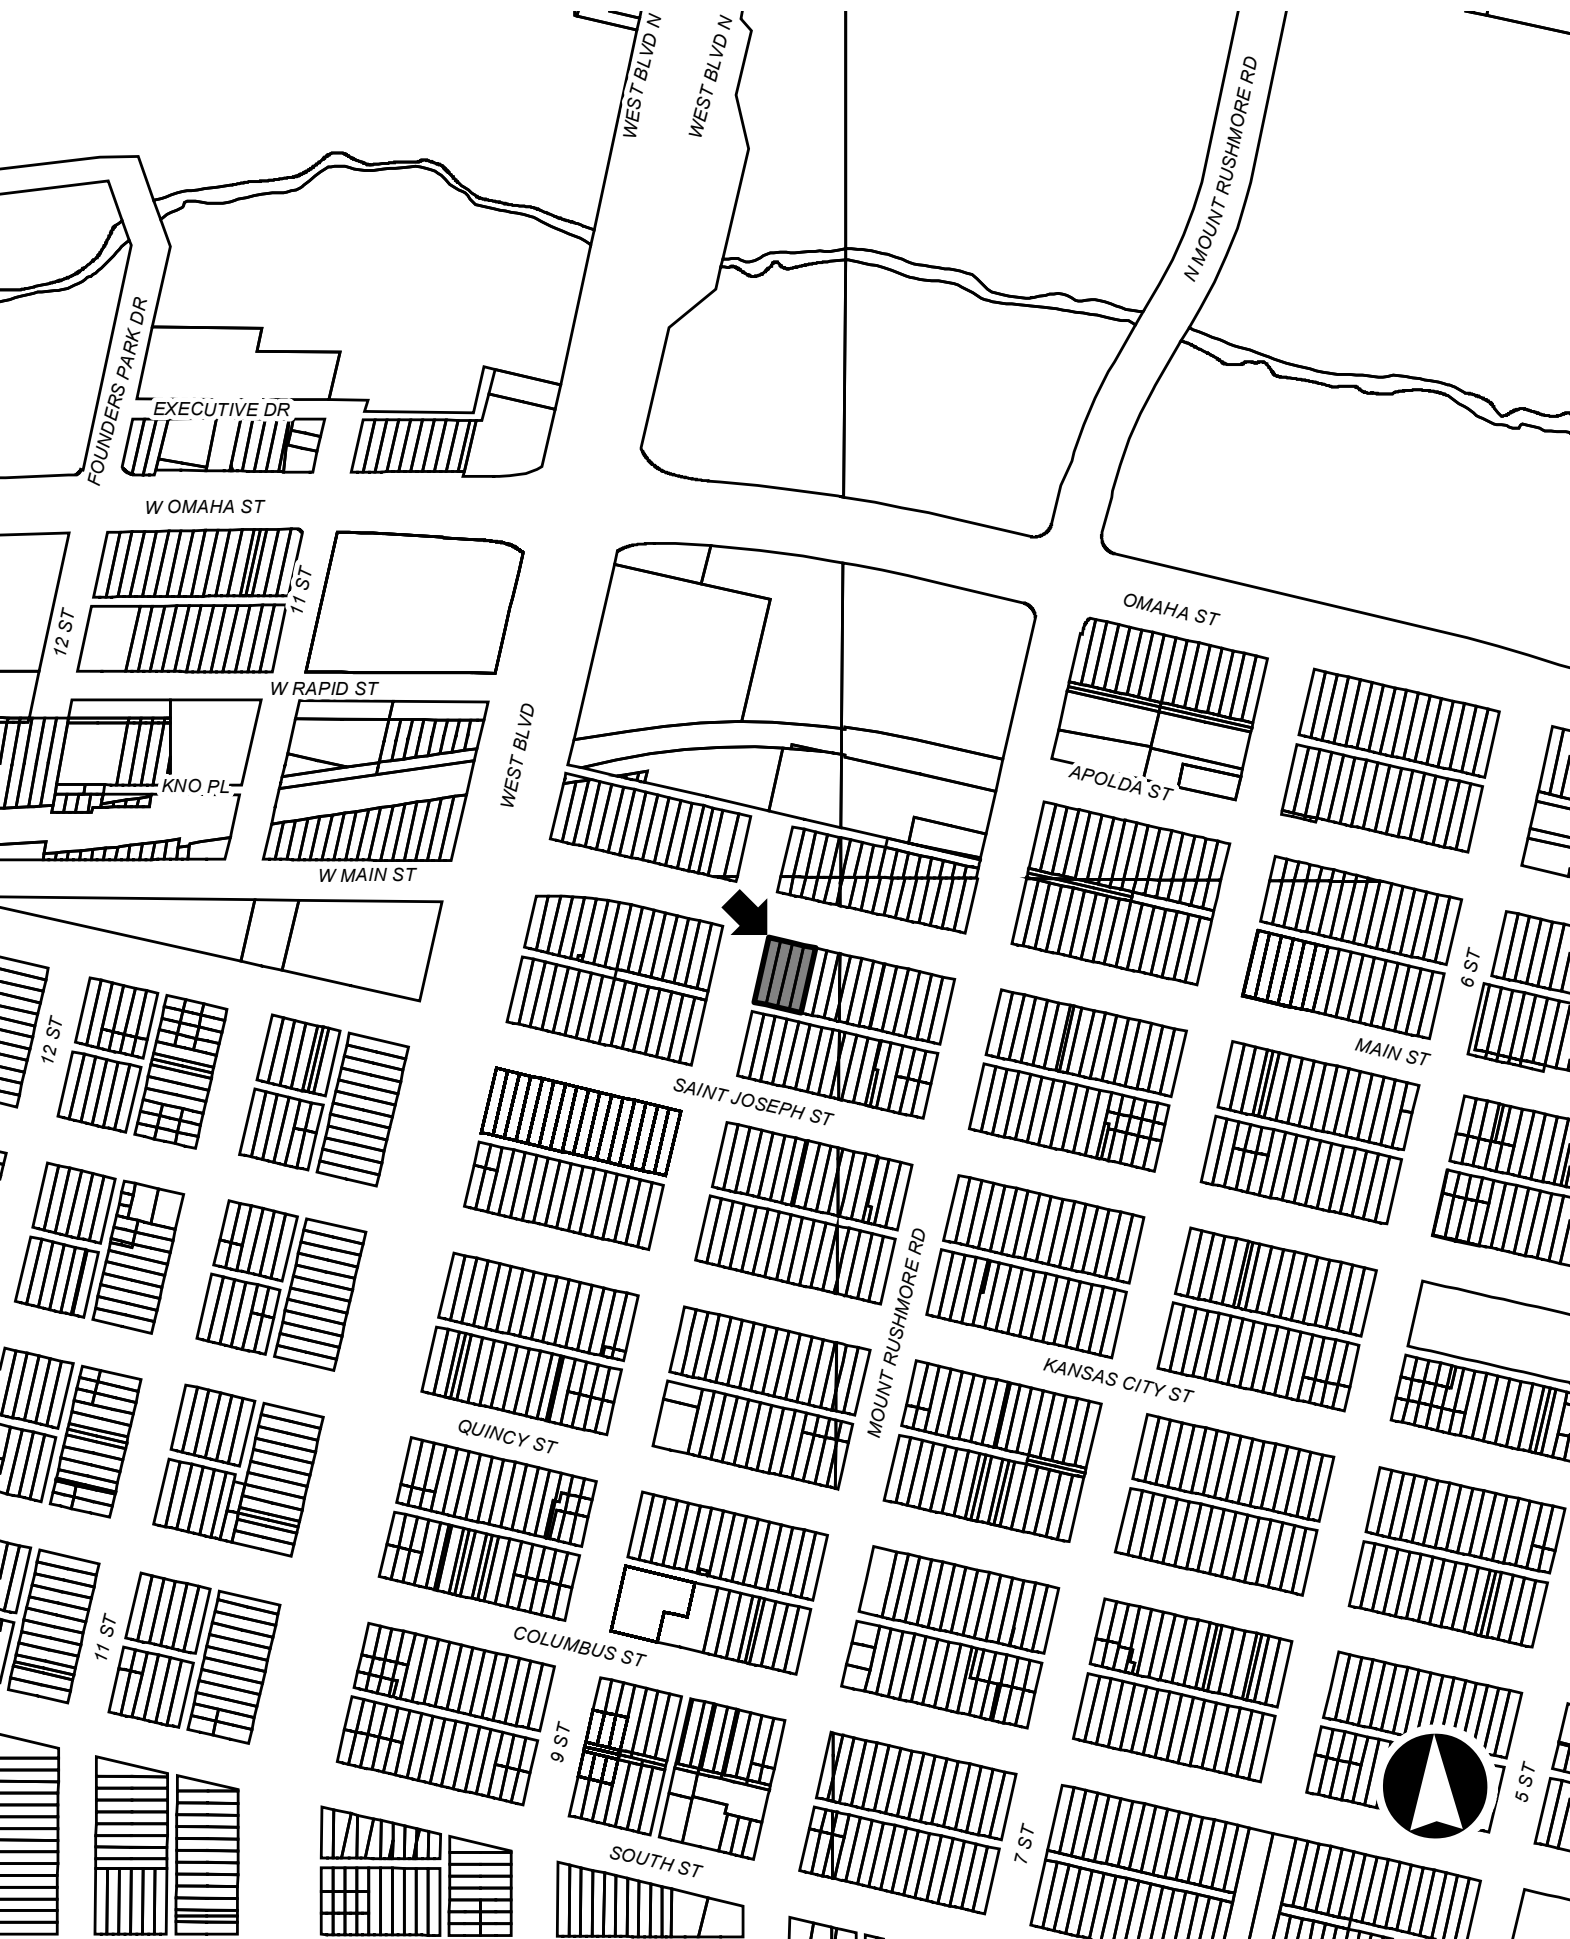 WEST BLVD N
WEST BLVD N
N MOUNT RUSHMORE RD
FOUNDERS PARK DR
EXECUTIVE DR
W OMAHA ST
11 ST
12 ST
OMAHA ST
W RAPID ST
WEST BLVD
KNO PL
APOLDA ST
W MAIN ST
6 ST
12 ST
MAIN ST
SAINT JOSEPH ST
MOUNT RUSHMORE RD
KANSAS CITY ST
QUINCY ST
11 ST
COLUMBUS ST
9 ST
5 ST
7 ST
SOUTH ST